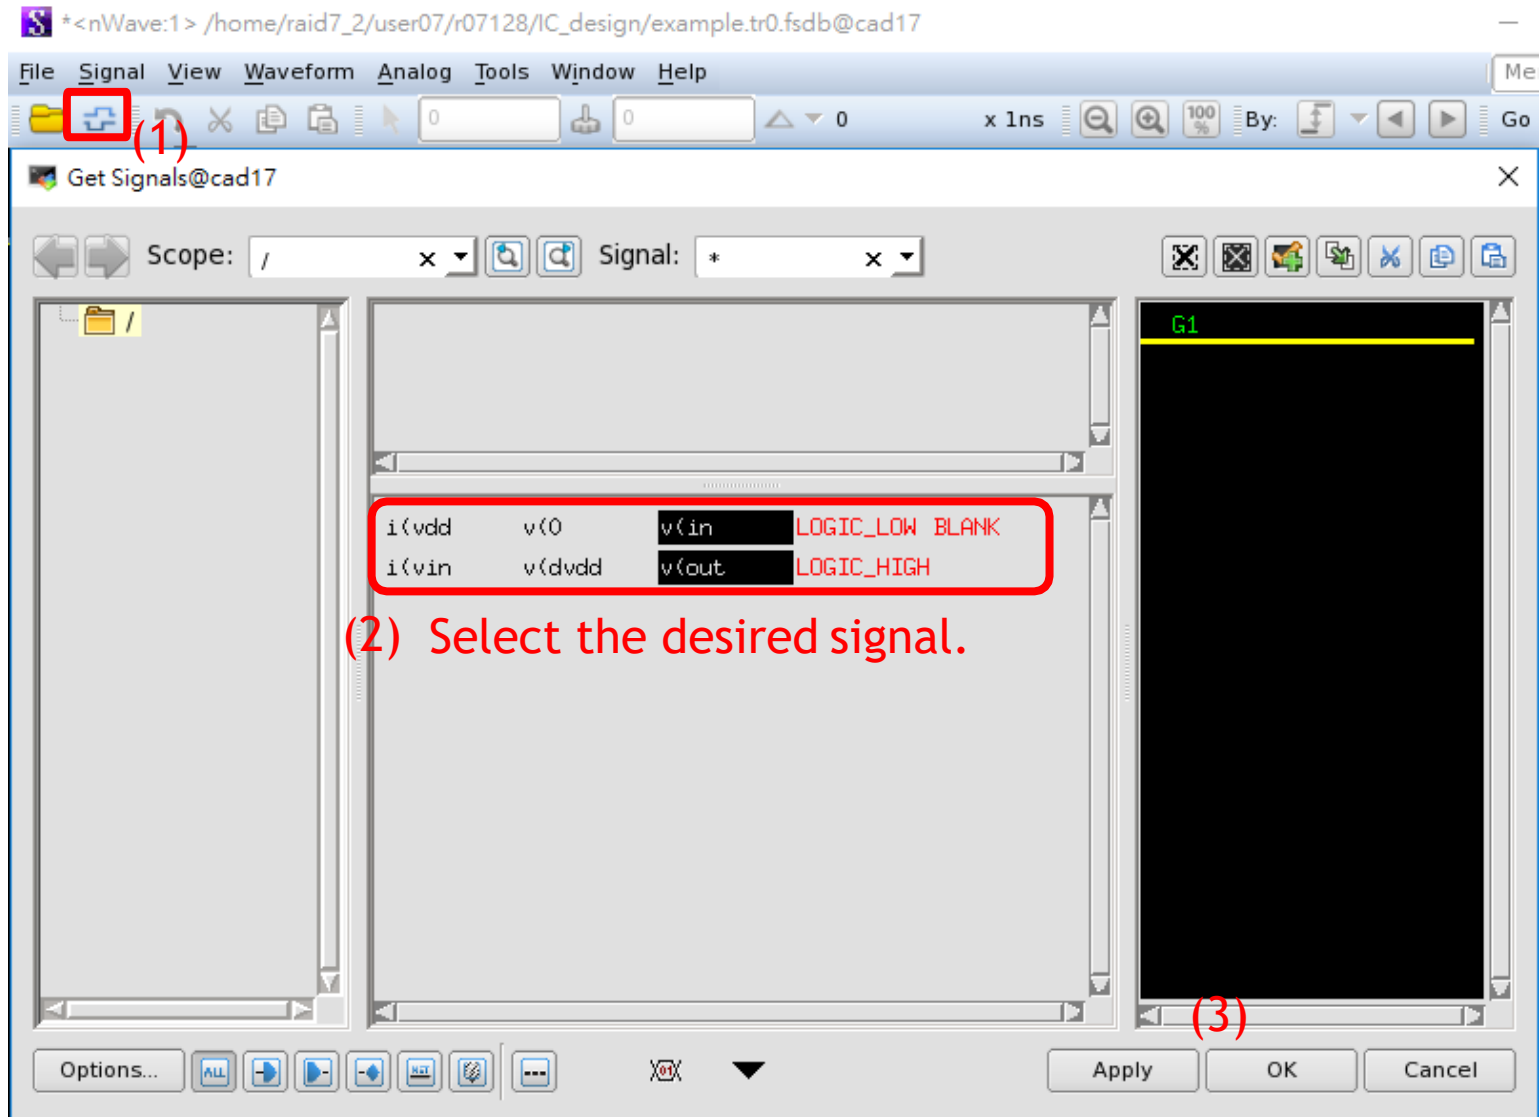 *<nWave:1> /home/raid7_2/user07/r07128/IC_design/example.tr0.fsdb@cad17
File Signal View Waveform Analog Tools Window Help Me
0 0 0 x 1ns 100 % By: Go
(1)
Get Signals@cad17
Scope: / Signal: *
/
G1
i(vdd v(0 v(in LOGIC_LOW BLANK
i(vin v(dvdd v(out LOGIC_HIGH
(2) Select the desired signal.
(3)
Options... ALL Apply OK Cancel